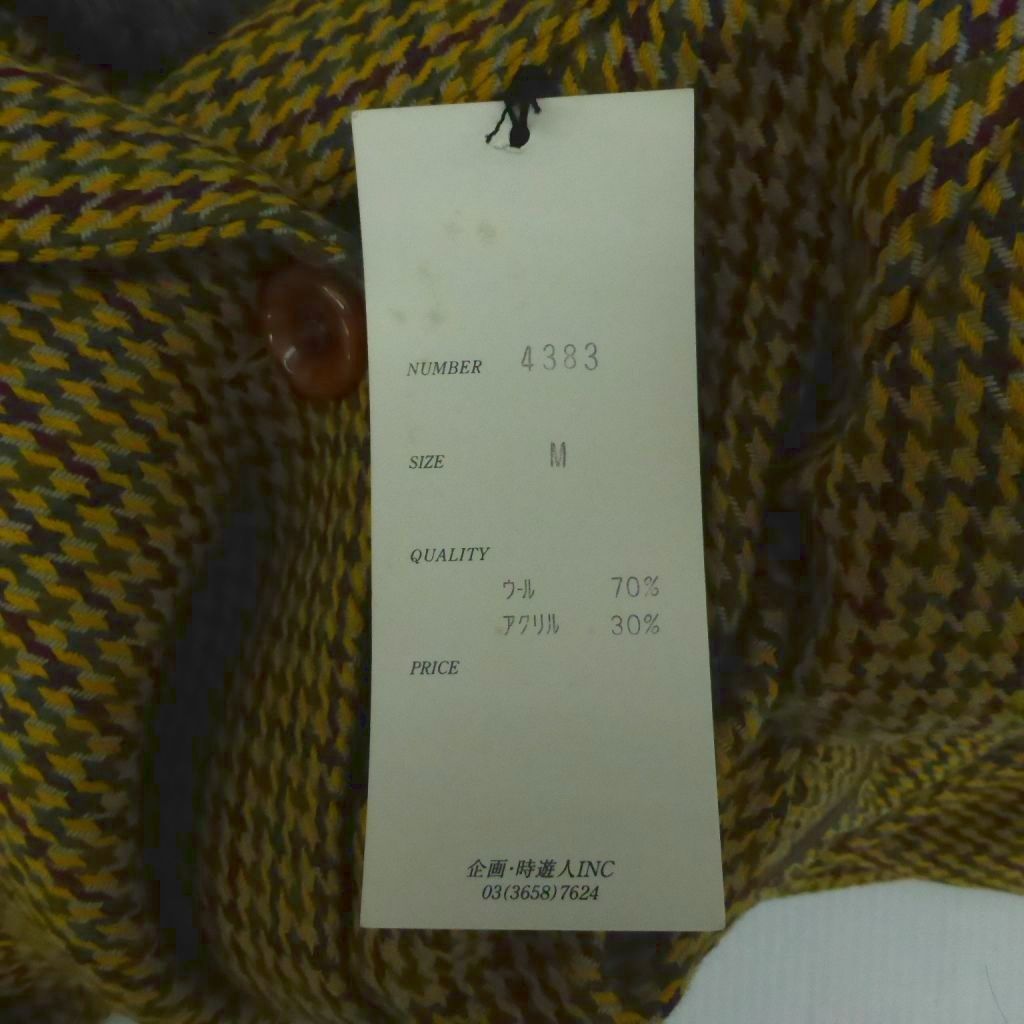 NUMBER 4383
SIZE M
QUALITY
ウール 70%
アクリル 30%
PRICE
企画·時遊人INC
03(3658)7624